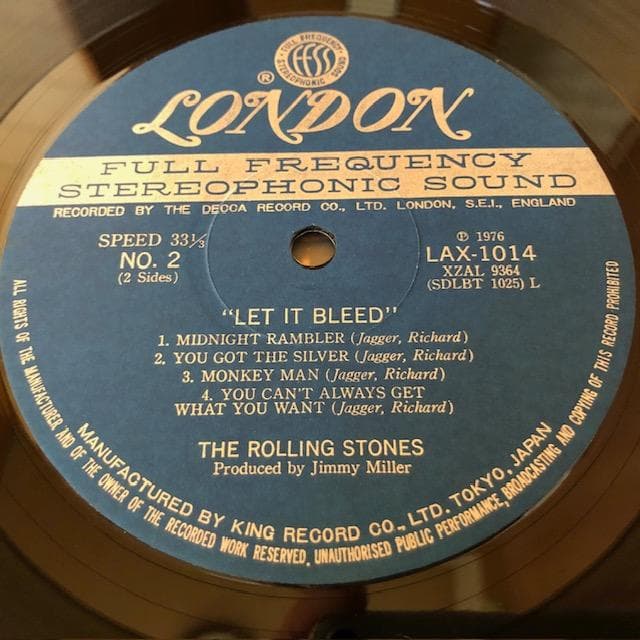 FULL FREQUENCY
ffss
STEREOPHONIC SOUND
®
LONDON
FULL FREQUENCY
STEREOPHONIC SOUND
RECORDED BY THE DECCA RECORD CO., LTD. LONDON, S.E.I., ENGLAND
SPEED 33⅓
NO. 2
(2 Sides)
℗ 1976
LAX-1014
XZAL 9364
(SDLBT 1025) L
"LET IT BLEED"
1. MIDNIGHT RAMBLER (Jagger, Richard)
2. YOU GOT THE SILVER (Jagger, Richard)
3. MONKEY MAN (Jagger, Richard)
4. YOU CAN'T ALWAYS GET
WHAT YOU WANT (Jagger, Richard)
THE ROLLING STONES
Produced by Jimmy Miller
MANUFACTURED BY KING RECORD CO., LTD. TOKYO, JAPAN
ALL RIGHTS OF THE MANUFACTURER AND OF THE OWNER OF THE RECORDED WORK RESERVED. UNAUTHORISED PUBLIC PERFORMANCE, BROADCASTING AND COPYING OF THIS RECORD PROHIBITED